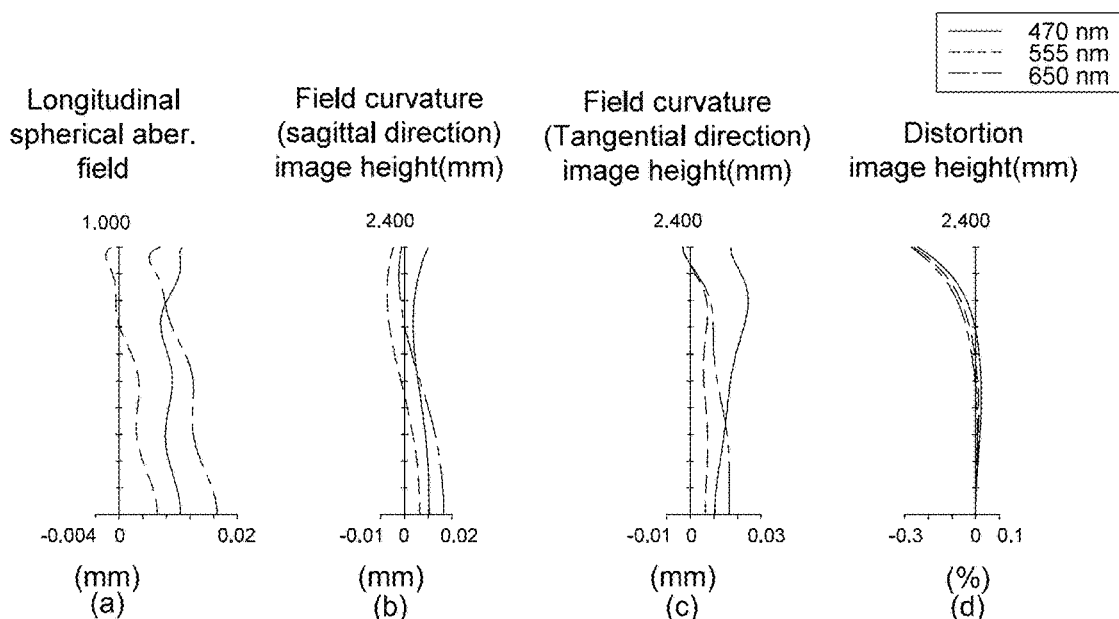 470 nm
555 nm
650 nm
Longitudinal
spherical aber.
field
Field curvature
(sagittal direction)
image height(mm)
Field curvature
(Tangential direction)
image height(mm)
Distortion
image height(mm)
1.000
2.400
2.400
2.400
-0.004 0 0.02
-0.01 0 0.02
-0.01 0 0.03
-0.3 0 0.1
(mm)
(a)
(mm)
(b)
(mm)
(c)
(%)
(d)